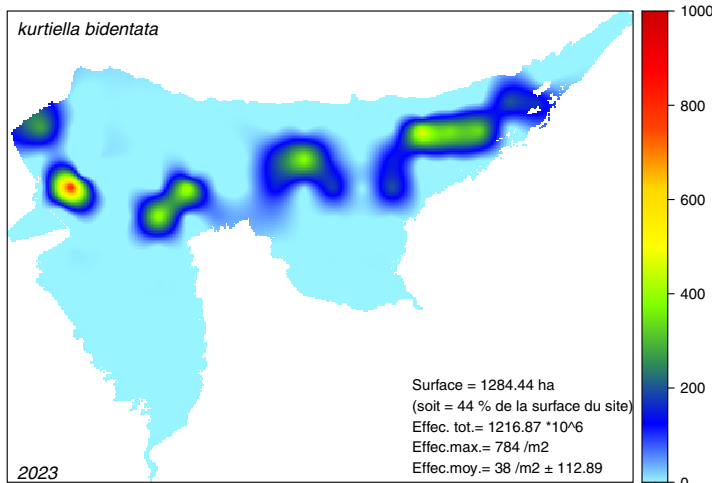 kurtiella bidentata
1000
800
600
400
200
0
Surface = 1284.44 ha
(soit = 44 % de la surface du site)
Effec. tot.= 1216.87 *10^6
Effec.max.= 784 /m2
Effec.moy.= 38 /m2 ± 112.89
2023